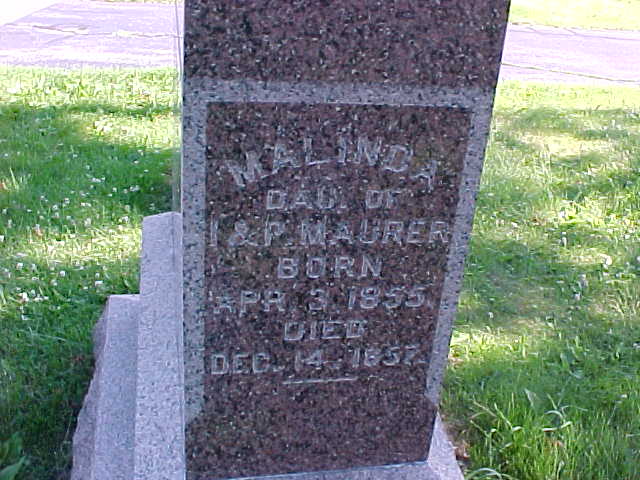 MALINDA
DAU. OF
I & P. MAURER
BORN
APR. 3. 1855
DIED
DEC. 14. 1857.